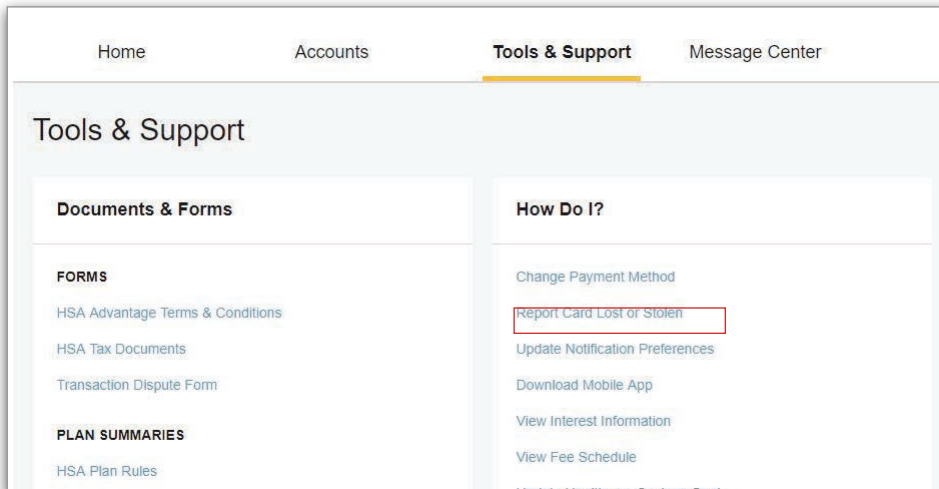 Home Accounts Tools & Support Message Center
Tools & Support
Documents & Forms
FORMS
HSA Advantage Terms & Conditions
HSA Tax Documents
Transaction Dispute Form
PLAN SUMMARIES
HSA Plan Rules
How Do I?
Change Payment Method
Report Card Lost or Stolen
Update Notification Preferences
Download Mobile App
View Interest Information
View Fee Schedule